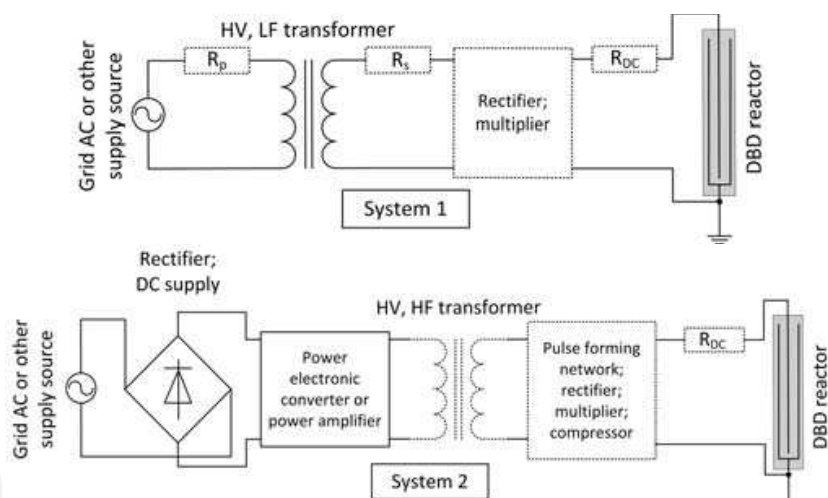 HV, LF transformer
Grid AC or other
supply source
Rp
Rs
Rectifier;
multiplier
RDC
DBD reactor
System 1
Rectifier;
DC supply
Grid AC or other
supply source
Power
electronic
converter or
power amplifier
HV, HF transformer
Pulse forming
network;
rectifier;
multiplier;
compressor
RDC
DBD reactor
System 2